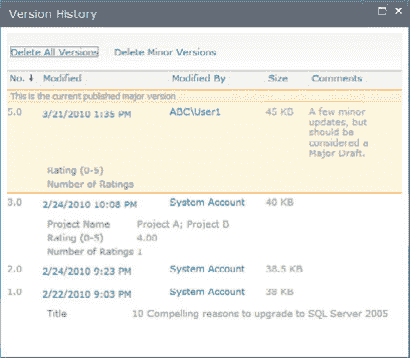 Version History
Delete All Versions | Delete Minor Versions
No. ↓ Modified Modified By Size Comments
This is the current published major version
5.0 3/21/2010 1:35 PM ABC\User1 45 KB A few minor
updates, but
should be
considered a
Major Draft.
Rating (0-5)
Number of Ratings
3.0 2/24/2010 10:08 PM System Account 40 KB
Project Name Project A; Project B
Rating (0-5) 4.00
Number of Ratings 1
2.0 2/24/2010 9:23 PM System Account 38.5 KB
1.0 2/22/2010 9:03 PM System Account 38 KB
Title 10 Compelling reasons to upgrade to SQL Server 2005